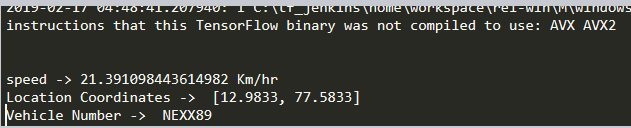 2019-02-17 04:48:41.207940: I C:\tf_jenkins\home\workspace\rel-win\M\windows
instructions that this TensorFlow binary was not compiled to use: AVX AVX2
speed -> 21.391098443614982 Km/hr
Location Coordinates ->  [12.9833, 77.5833]
Vehicle Number ->  NEXX89